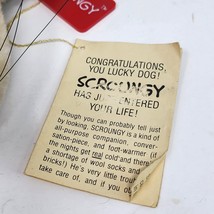 SCROUNGY
CONGRATULATIONS,
YOU LUCKY DOG!
SCROUNGY
HAS JUST ENTERED
YOUR LIFE!
Though you can probably tell just
by looking, SCROUNGY is a kind of
all-purpose companion, conver-
sation-piece, and foot-warmer (if
the nights get real cold and there's
a shortage of wool socks and
bricks!) He's very little trouble
take care of, and if you